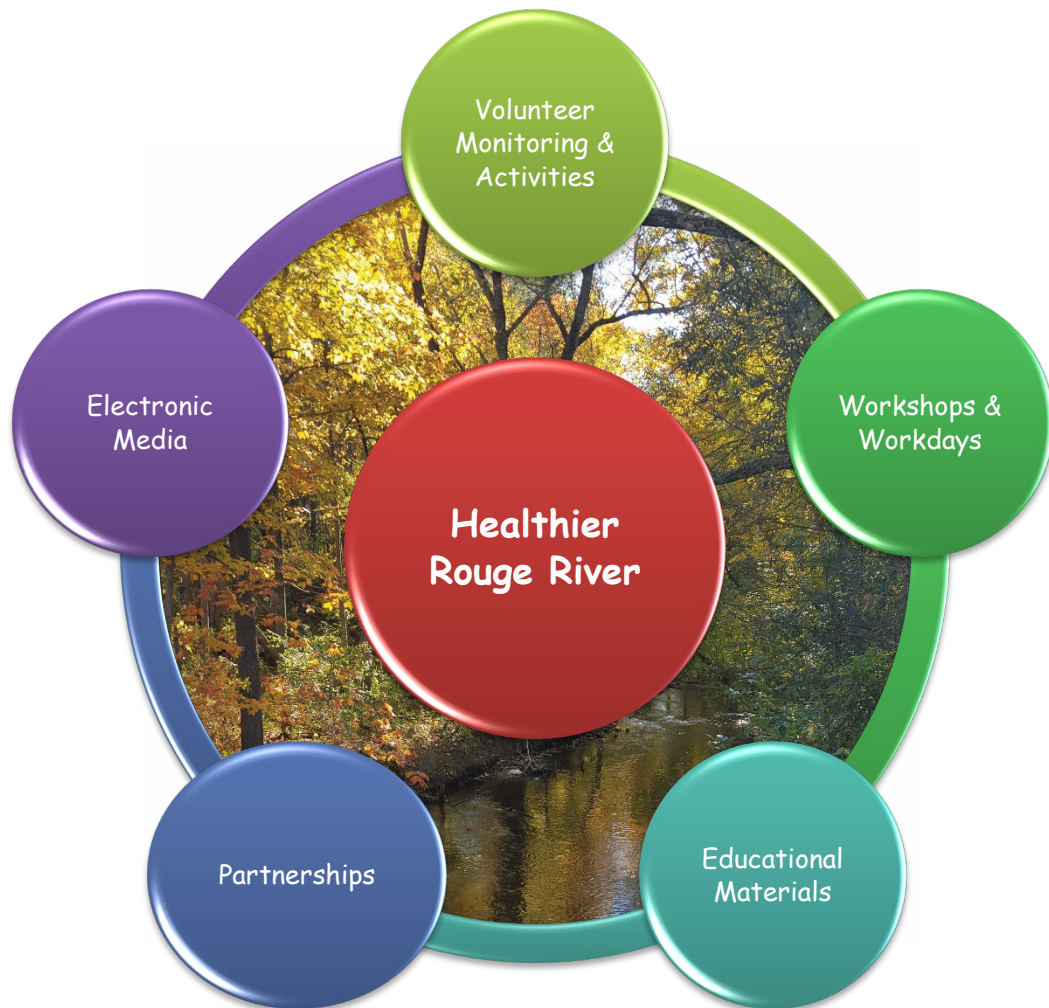 Volunteer
Monitoring &
Activities
Electronic
Media
Workshops &
Workdays
Healthier
Rouge River
Partnerships
Educational
Materials